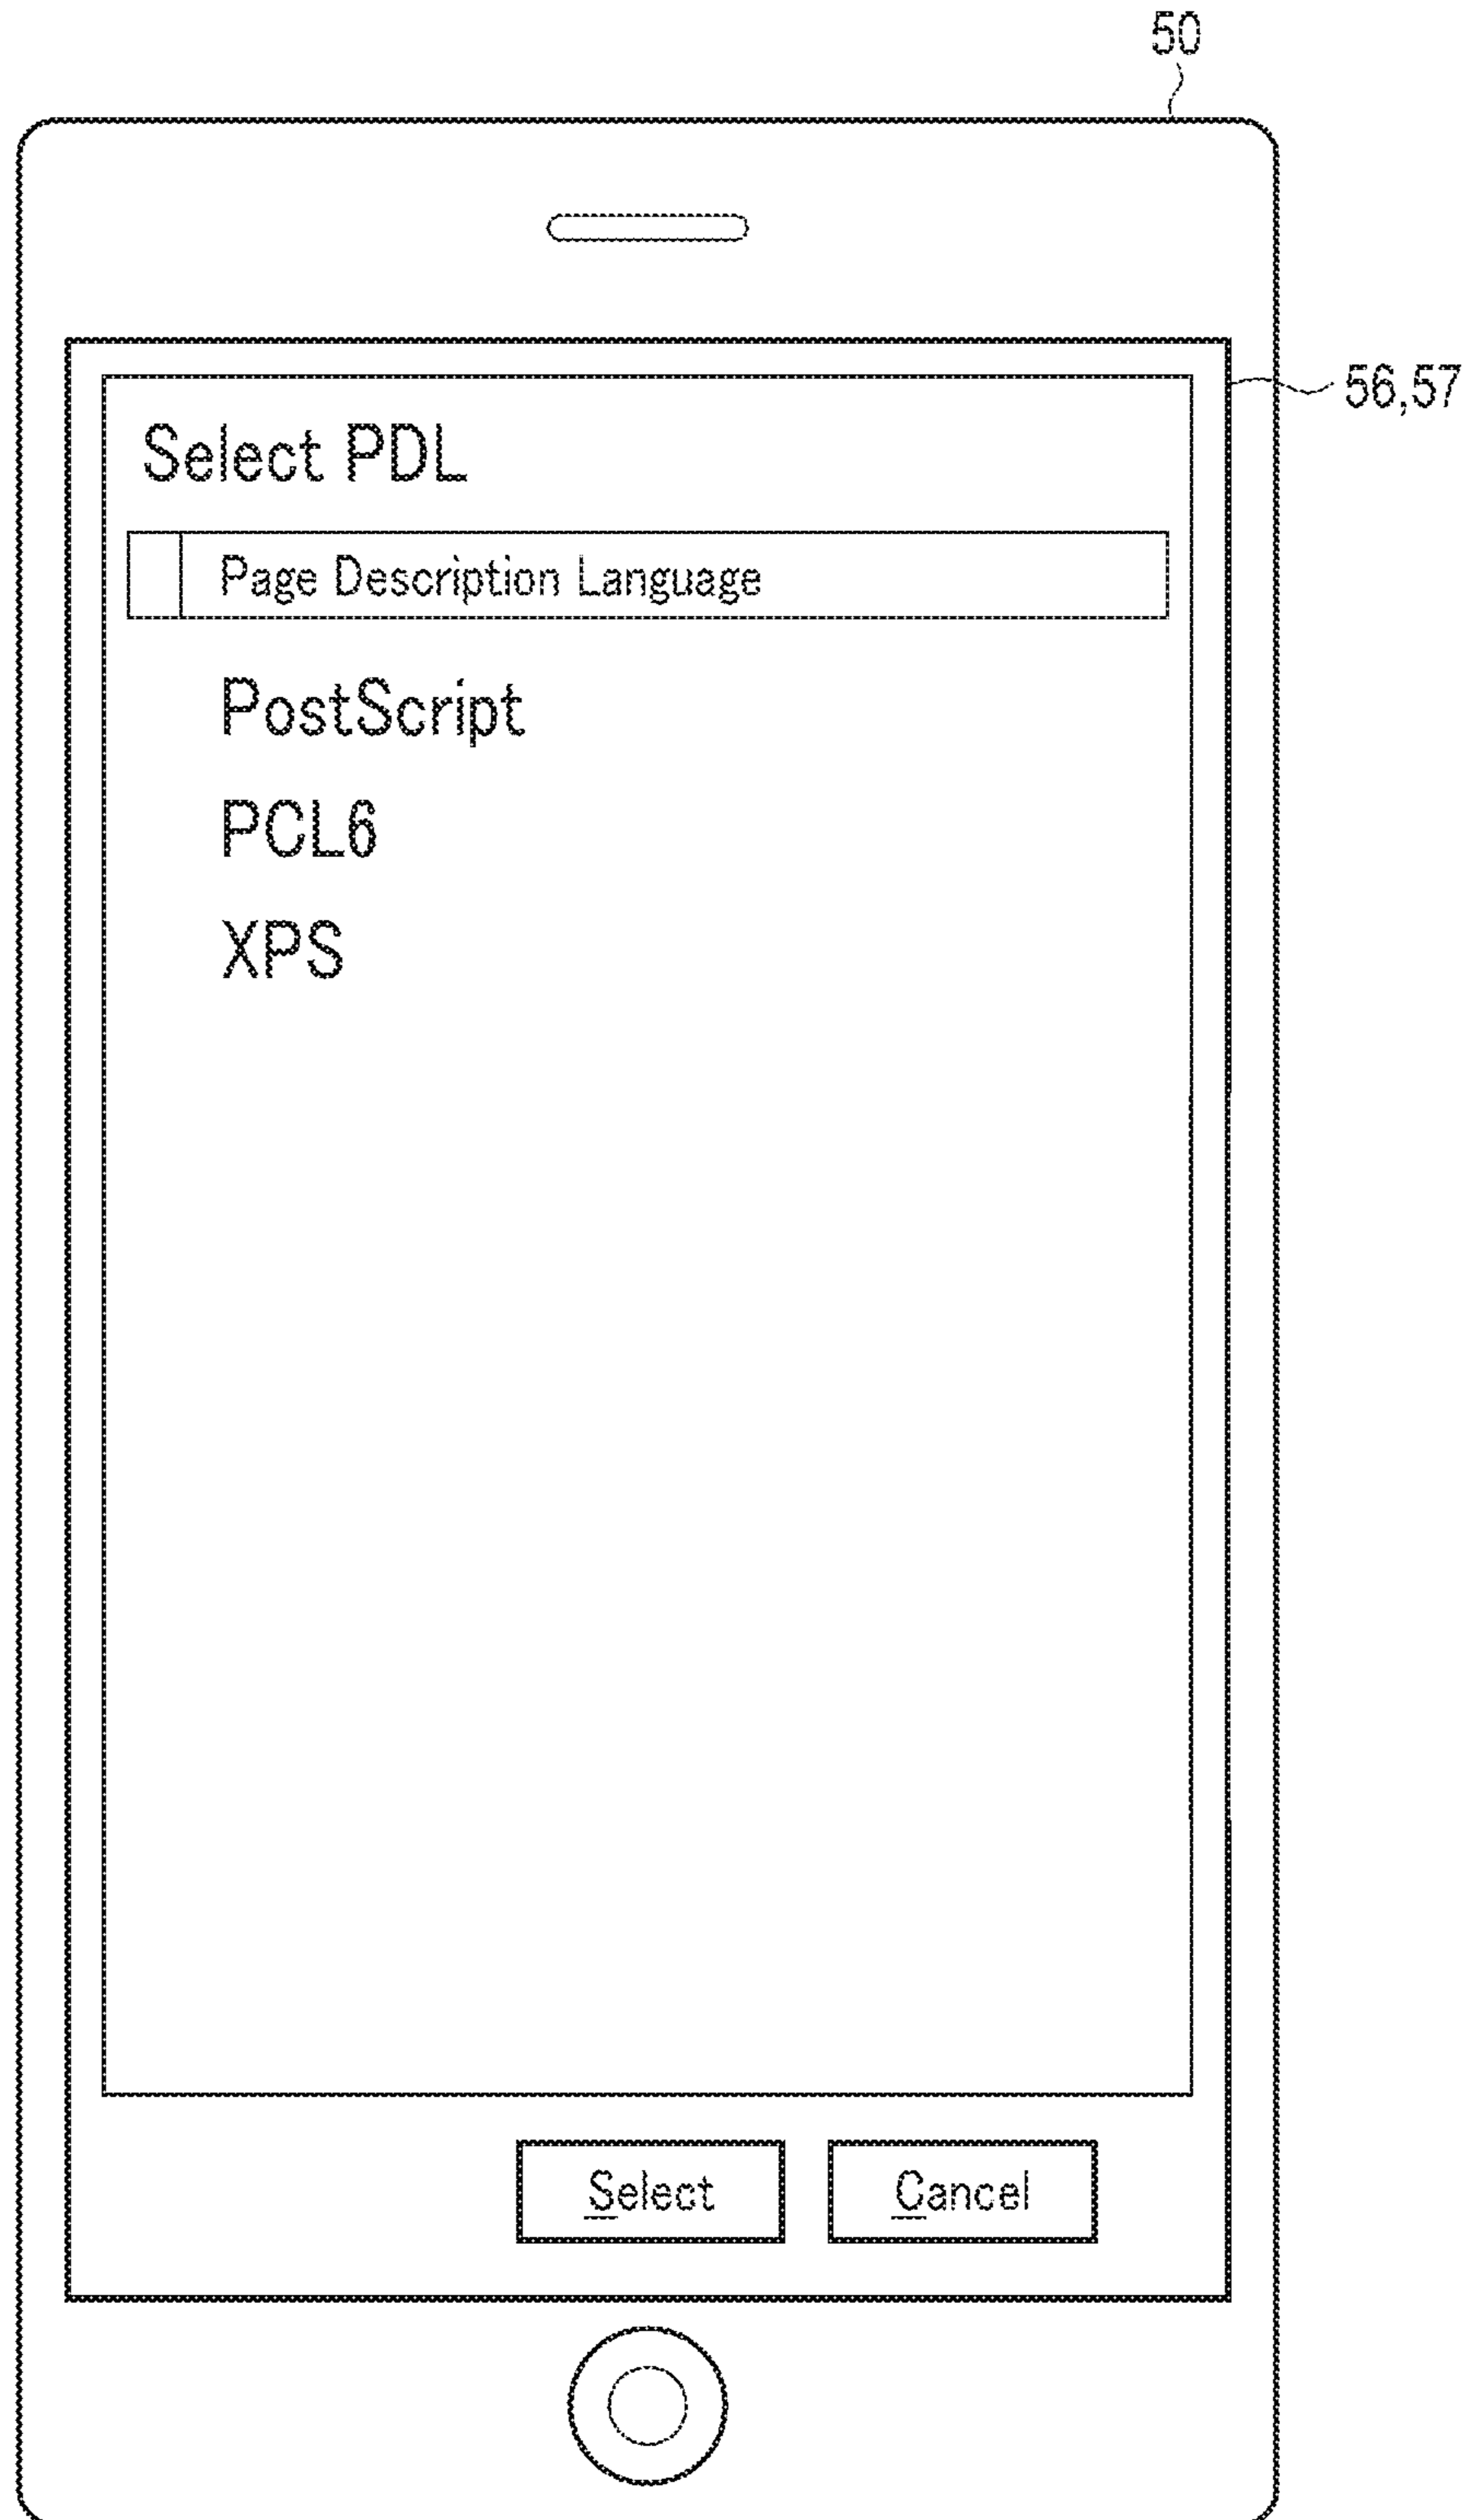 50
56,57
Select PDL
Page Description Language
PostScript
PCL6
XPS
Select Cancel